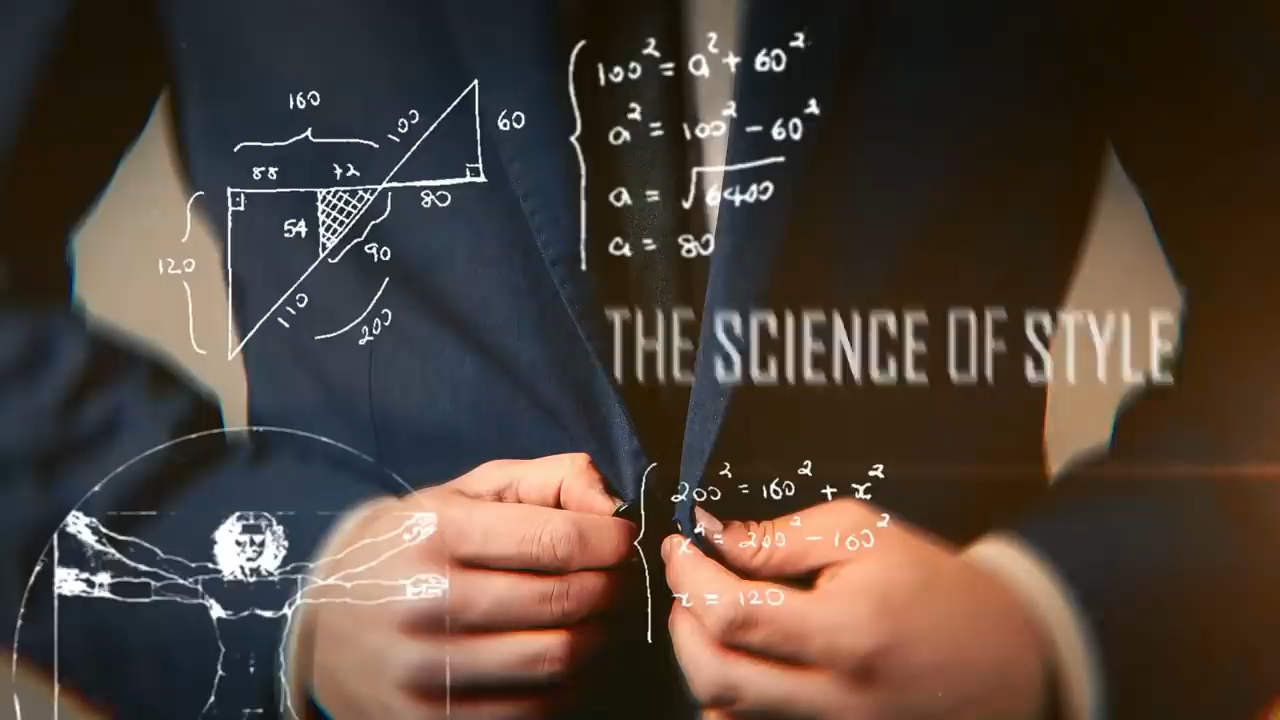 160
100
60
88 72
80
54
120
90
110
200
100² = a² + 60²
a² = 100² - 60²
a = √6400
a = 80
THE SCIENCE OF STYLE
200² = 160² + x²
x² = 200² - 160²
x = 120